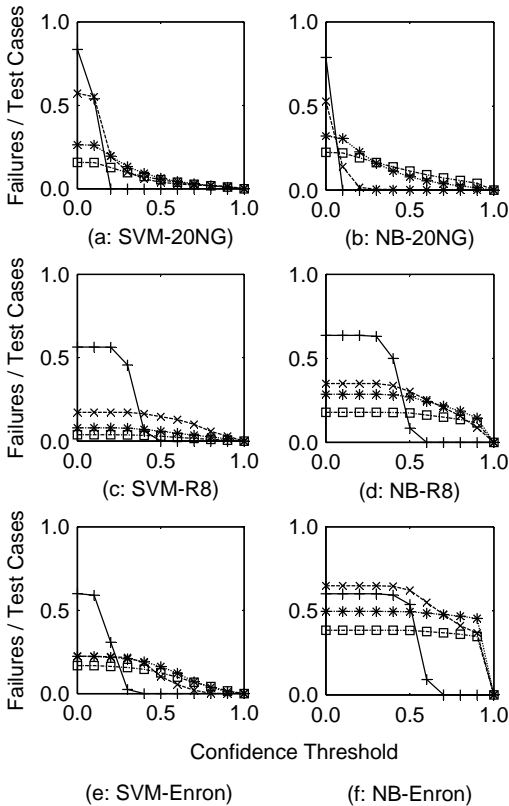 1.0
0.5
0.0
0.0 0.5 1.0
Failures / Test Cases
(a: SVM-20NG)
1.0
0.5
0.0
0.0 0.5 1.0
(b: NB-20NG)
1.0
0.5
0.0
0.0 0.5 1.0
Failures / Test Cases
(c: SVM-R8)
1.0
0.5
0.0
0.0 0.5 1.0
(d: NB-R8)
1.0
0.5
0.0
0.0 0.5 1.0
Failures / Test Cases
1.0
0.5
0.0
0.0 0.5 1.0
Confidence Threshold
(e: SVM-Enron)
(f: NB-Enron)